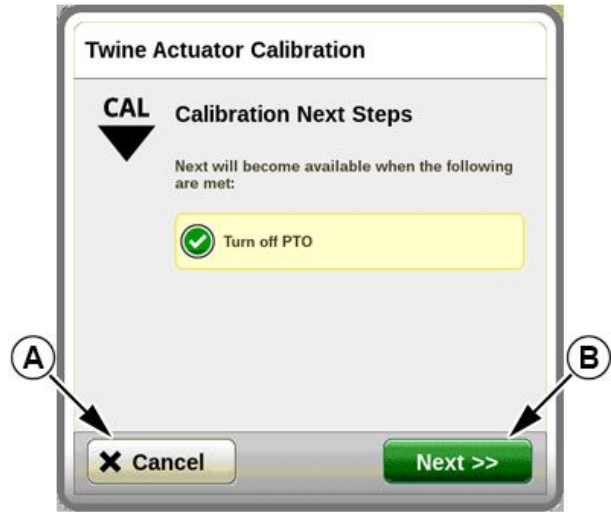 Twine Actuator Calibration
CAL
Calibration Next Steps
Next will become available when the following
are met:
Turn off PTO
A
B
Cancel
Next >>